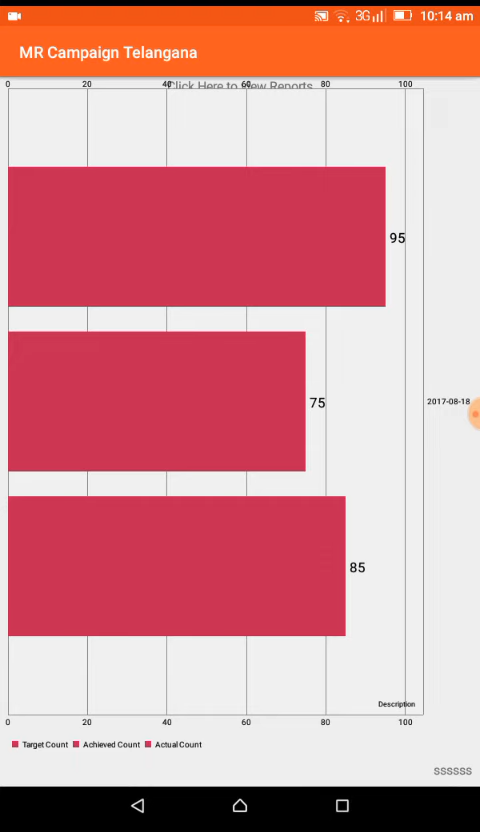 3G 10:14 am
MR Campaign Telangana
Click Here to View Reports
0 20 40 60 80 100
95
75
2017-08-18
85
Description
0 20 40 60 80 100
Target Count Achieved Count Actual Count
ssssss